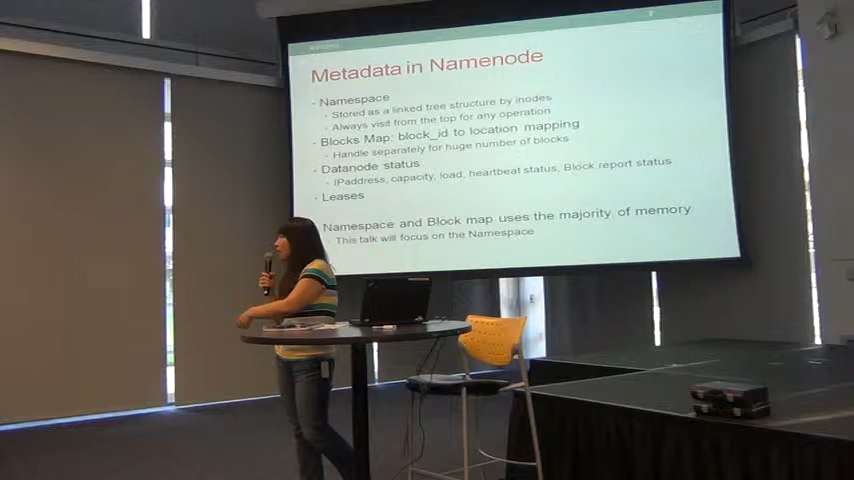 Metadata in Namenode
- Namespace
- Stored as a linked tree structure by inodes
- Always visit from the top for any operation
- Blocks Map: block_id to location mapping
- Handle separately for huge number of blocks
- Datanode status
- IPaddress, capacity, load, heartbeat status, Block report status
- Leases
Namespace and Block map uses the majority of memory
- This talk will focus on the Namespace